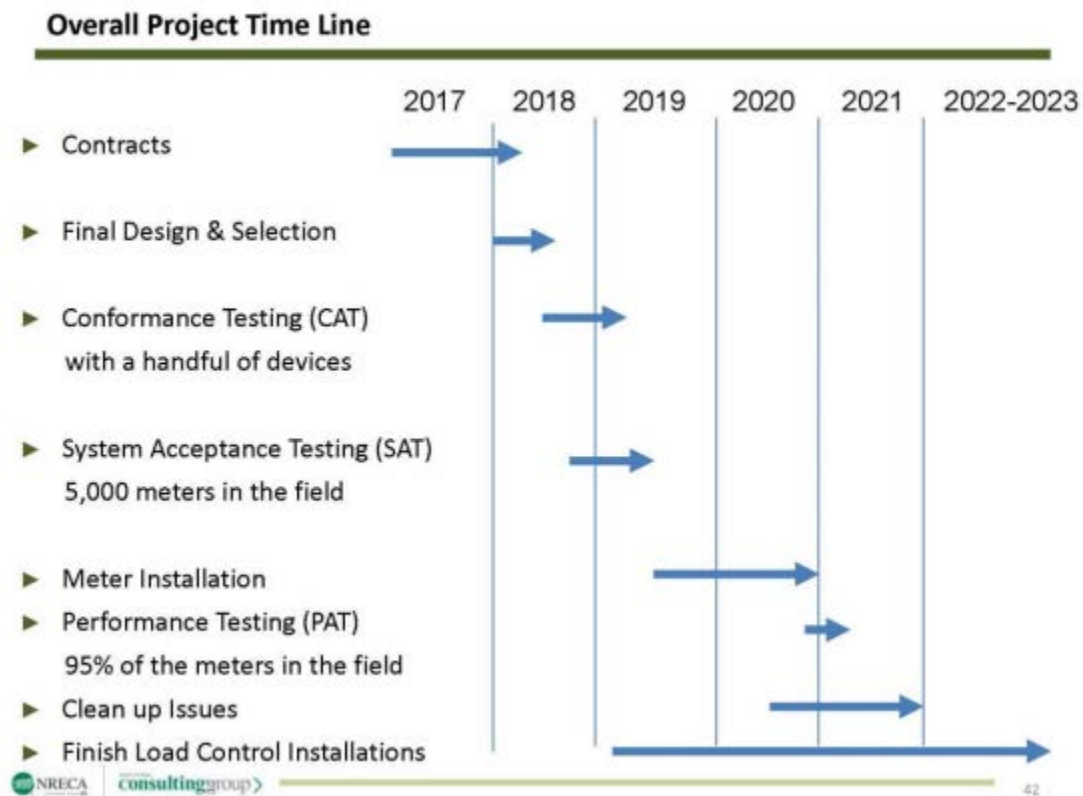 Overall Project Time Line
2017 2018 2019 2020 2021 2022-2023
Contracts
Final Design & Selection
Conformance Testing (CAT)
with a handful of devices
System Acceptance Testing (SAT)
5,000 meters in the field
Meter Installation
Performance Testing (PAT)
95% of the meters in the field
Clean up Issues
Finish Load Control Installations
NRECA consultinggroup 42